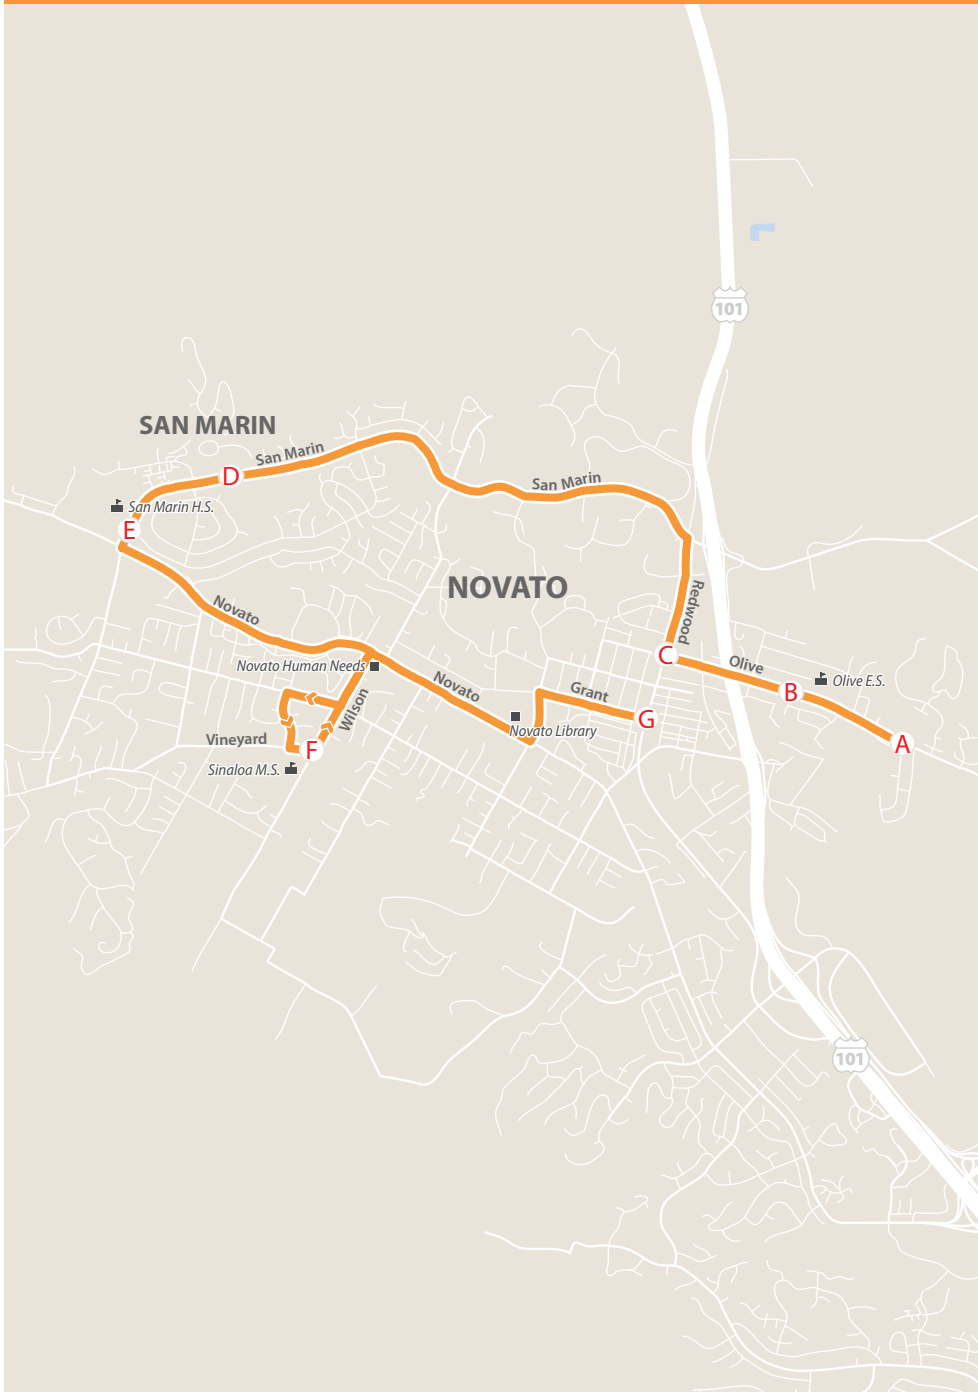 101
SAN MARIN
San Marin
D
San Marin
San Marin H.S.
E
NOVATO
Redwood
Novato
C
Olive
Novato Human Needs
B
Olive E.S.
Novato
Grant
Wilson
G
Novato Library
Vineyard
F
A
Sinaloa M.S.
101